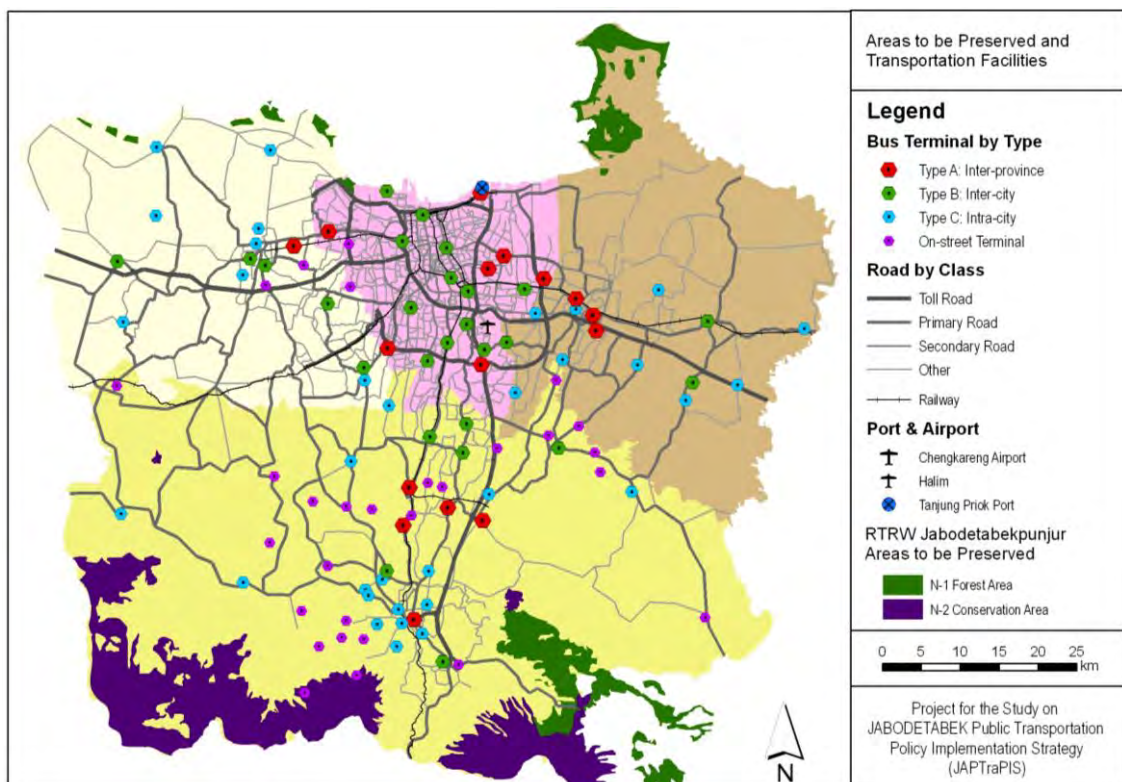 Areas to be Preserved and
Transportation Facilities
Legend
Bus Terminal by Type
Type A: Inter-province
Type B: Inter-city
Type C: Intra-city
On-street Terminal
Road by Class
Toll Road
Primary Road
Secondary Road
Other
Railway
Port & Airport
Chengkareng Airport
Halim
Tanjung Priok Port
RTRW Jabodetabekpunjur
Areas to be Preserved
N-1 Forest Area
N-2 Conservation Area
0 5 10 15 20 25
km
Project for the Study on
JABODETABEK Public Transportation
Policy Implementation Strategy
(JAPTraPIS)
N